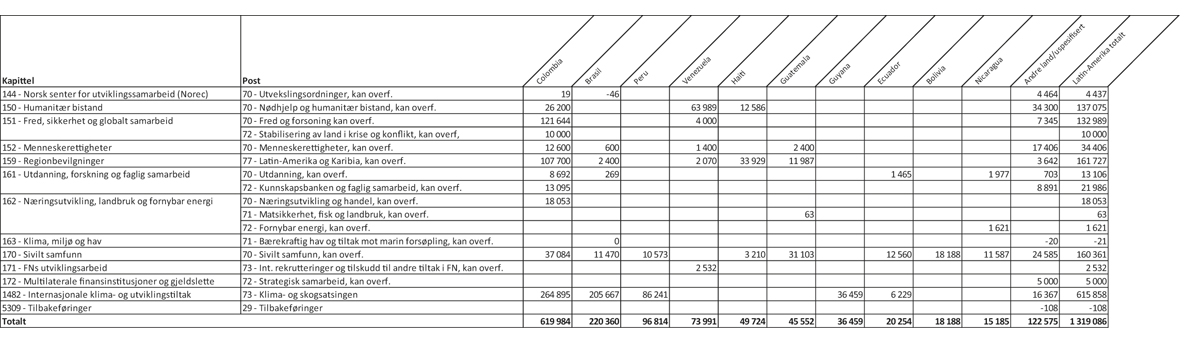 Kapittel Post Colombia Brasil Peru Venezuela Haiti Guatemala Guyana Ecuador Bolivia Nicaragua Andre land/uspesifisert Latin-Amerika totalt
144 - Norsk senter for utviklingssamarbeid (Norec) 70 - Utvekslingsordninger, kan overf. 19 -46 4 464 4 437
150 - Humanitær bistand 70 - Nødhjelp og humanitær bistand, kan overf. 26 200 63 989 12 586 34 300 137 075
151 - Fred, sikkerhet og globalt samarbeid 70 - Fred og forsoning kan overf. 121 644 4 000 7 345 132 989
72 - Stabilisering av land i krise og konflikt, kan overf, 10 000 10 000
152 - Menneskerettigheter 70 - Menneskerettigheter, kan overf. 12 600 600 1 400 2 400 17 406 34 406
159 - Regionbevilgninger 77 - Latin-Amerika og Karibia, kan overf. 107 700 2 400 2 070 33 929 11 987 3 642 161 727
161 - Utdanning, forskning og faglig samarbeid 70 - Utdanning, kan overf. 8 692 269 1 465 1 977 703 13 106
72 - Kunnskapsbanken og faglig samarbeid, kan overf. 13 095 8 891 21 986
162 - Næringsutvikling, landbruk og fornybar energi 70 - Næringsutvikling og handel, kan overf. 18 053 18 053
71 - Matsikkerhet, fisk og landbruk, kan overf. 63 63
72 - Fornybar energi, kan overf. 1 621 1 621
163 - Klima, miljø og hav 71 - Bærekraftig hav og tiltak mot marin forsøpling, kan overf. 0 -20 -21
170 - Sivilt samfunn 70 - Sivilt samfunn, kan overf. 37 084 11 470 10 573 3 210 31 103 12 560 18 188 11 587 24 585 160 361
171 - FNs utviklingsarbeid 73 - Int. rekrutteringer og tilskudd til andre tiltak i FN, kan overf. 2 532 2 532
172 - Multilaterale finansinstitusjoner og gjeldslette 72 - Strategisk samarbeid, kan overf. 5 000 5 000
1482 - Internasjonale klima- og utviklingstiltak 73 - Klima- og skogsatsingen 264 895 205 667 86 241 36 459 6 229 16 367 615 858
5309 - Tilbakeføringer 29 - Tilbakeføringer -108 -108
Totalt 619 984 220 360 96 814 73 991 49 724 45 552 36 459 20 254 18 188 15 185 122 575 1 319 086